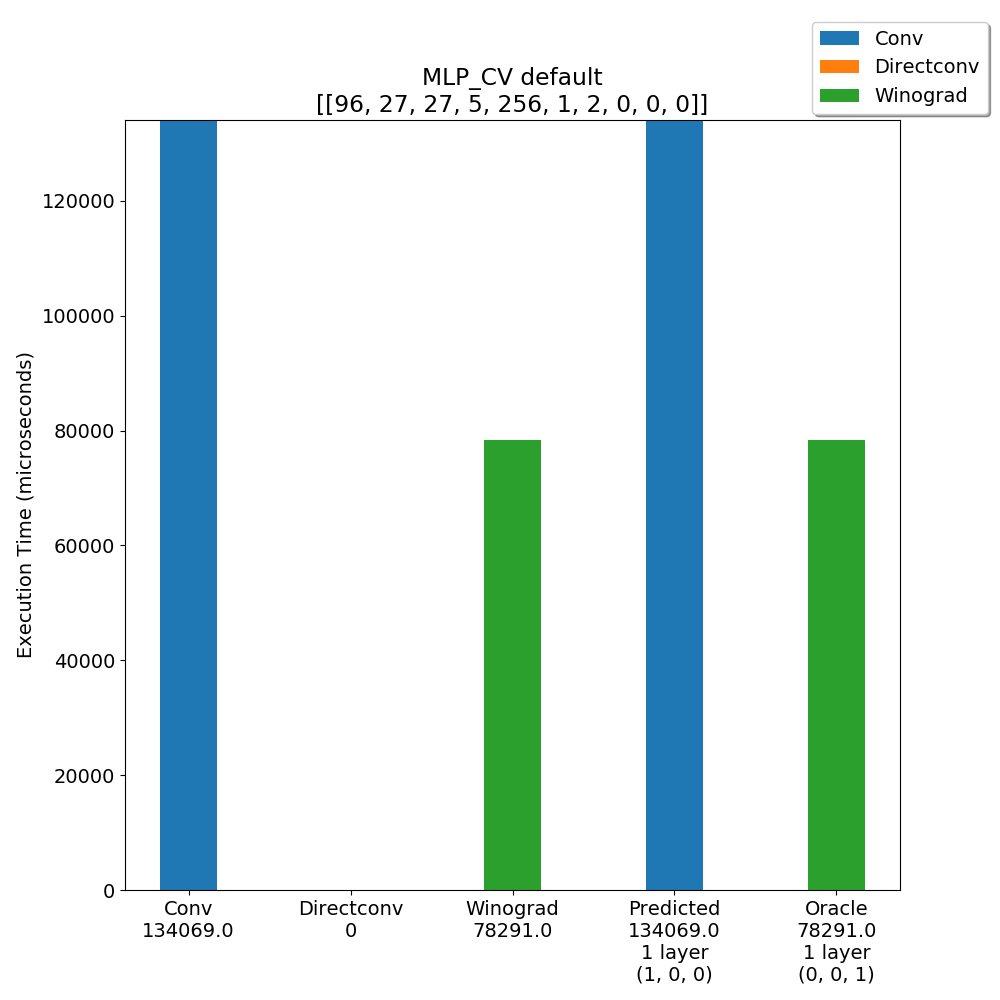 Conv
Directconv
Winograd
MLP_CV default
[[96, 27, 27, 5, 256, 1, 2, 0, 0, 0]]
Execution Time (microseconds)
120000
100000
80000
60000
40000
20000
0
Conv
134069.0
Directconv
0
Winograd
78291.0
Predicted
134069.0
1 layer
(1, 0, 0)
Oracle
78291.0
1 layer
(0, 0, 1)